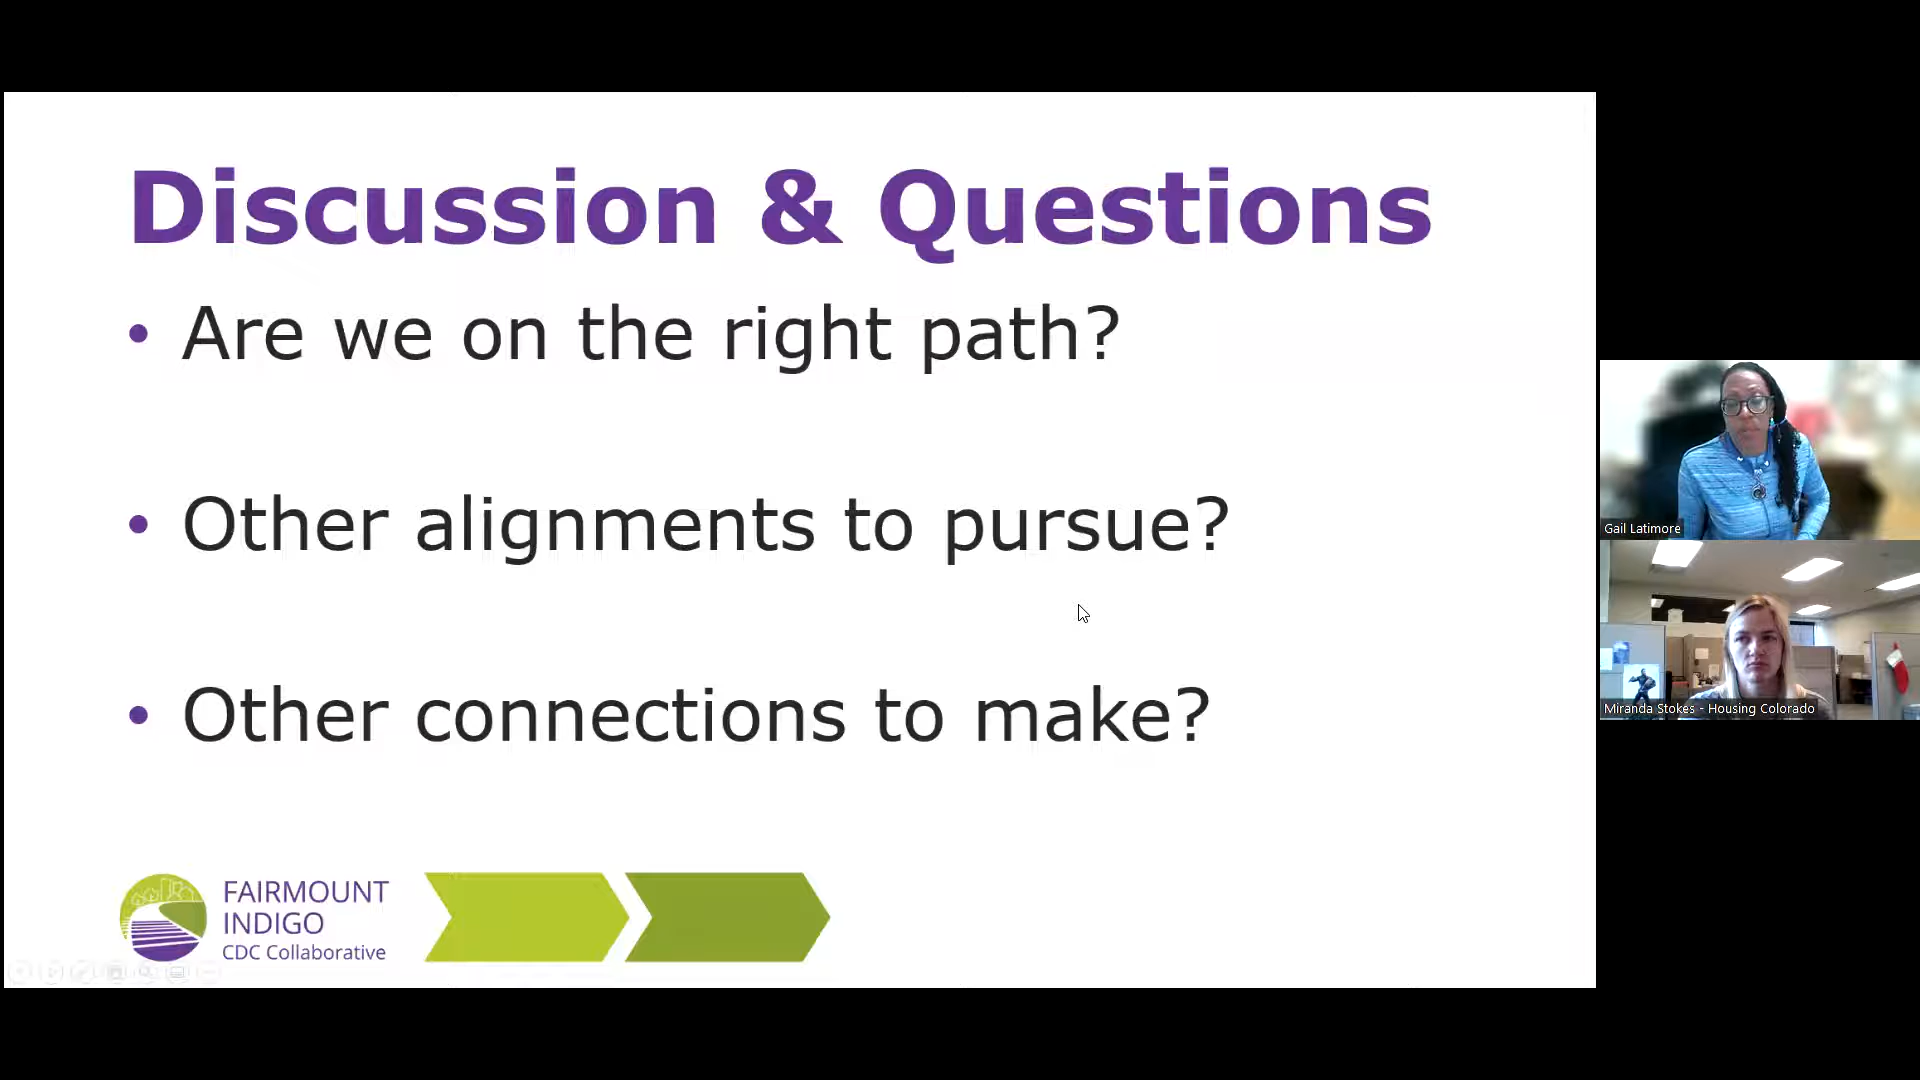 Discussion & Questions
• Are we on the right path?
• Other alignments to pursue?
• Other connections to make?
FAIRMOUNT
INDIGO
CDC Collaborative
Gail Latimore
Miranda Stokes - Housing Colorado